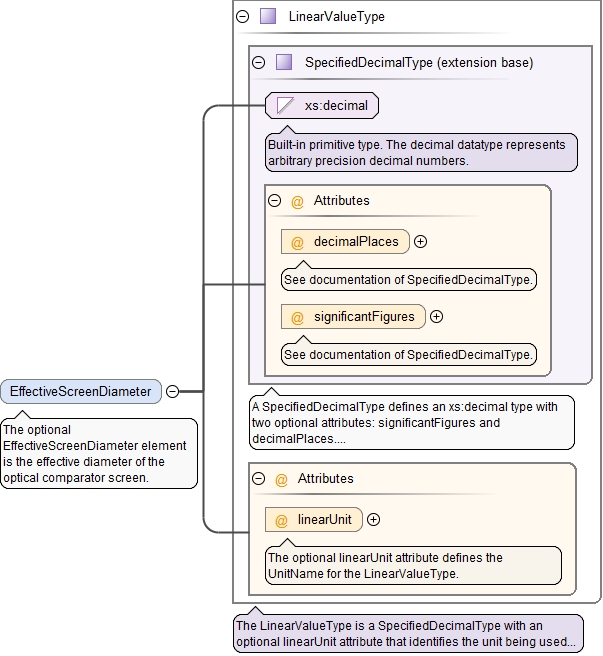 LinearValueType
SpecifiedDecimalType (extension base)
xs:decimal
Built-in primitive type. The decimal datatype represents
arbitrary precision decimal numbers.
@ Attributes
@ decimalPlaces
See documentation of SpecifiedDecimalType.
@ significantFigures
See documentation of SpecifiedDecimalType.
EffectiveScreenDiameter
The optional
EffectiveScreenDiameter element
is the effective diameter of the
optical comparator screen.
A SpecifiedDecimalType defines an xs:decimal type with
two optional attributes: significantFigures and
decimalPlaces....
@ Attributes
@ linearUnit
The optional linearUnit attribute defines the
UnitName for the LinearValueType.
The LinearValueType is a SpecifiedDecimalType with an
optional linearUnit attribute that identifies the unit being used...